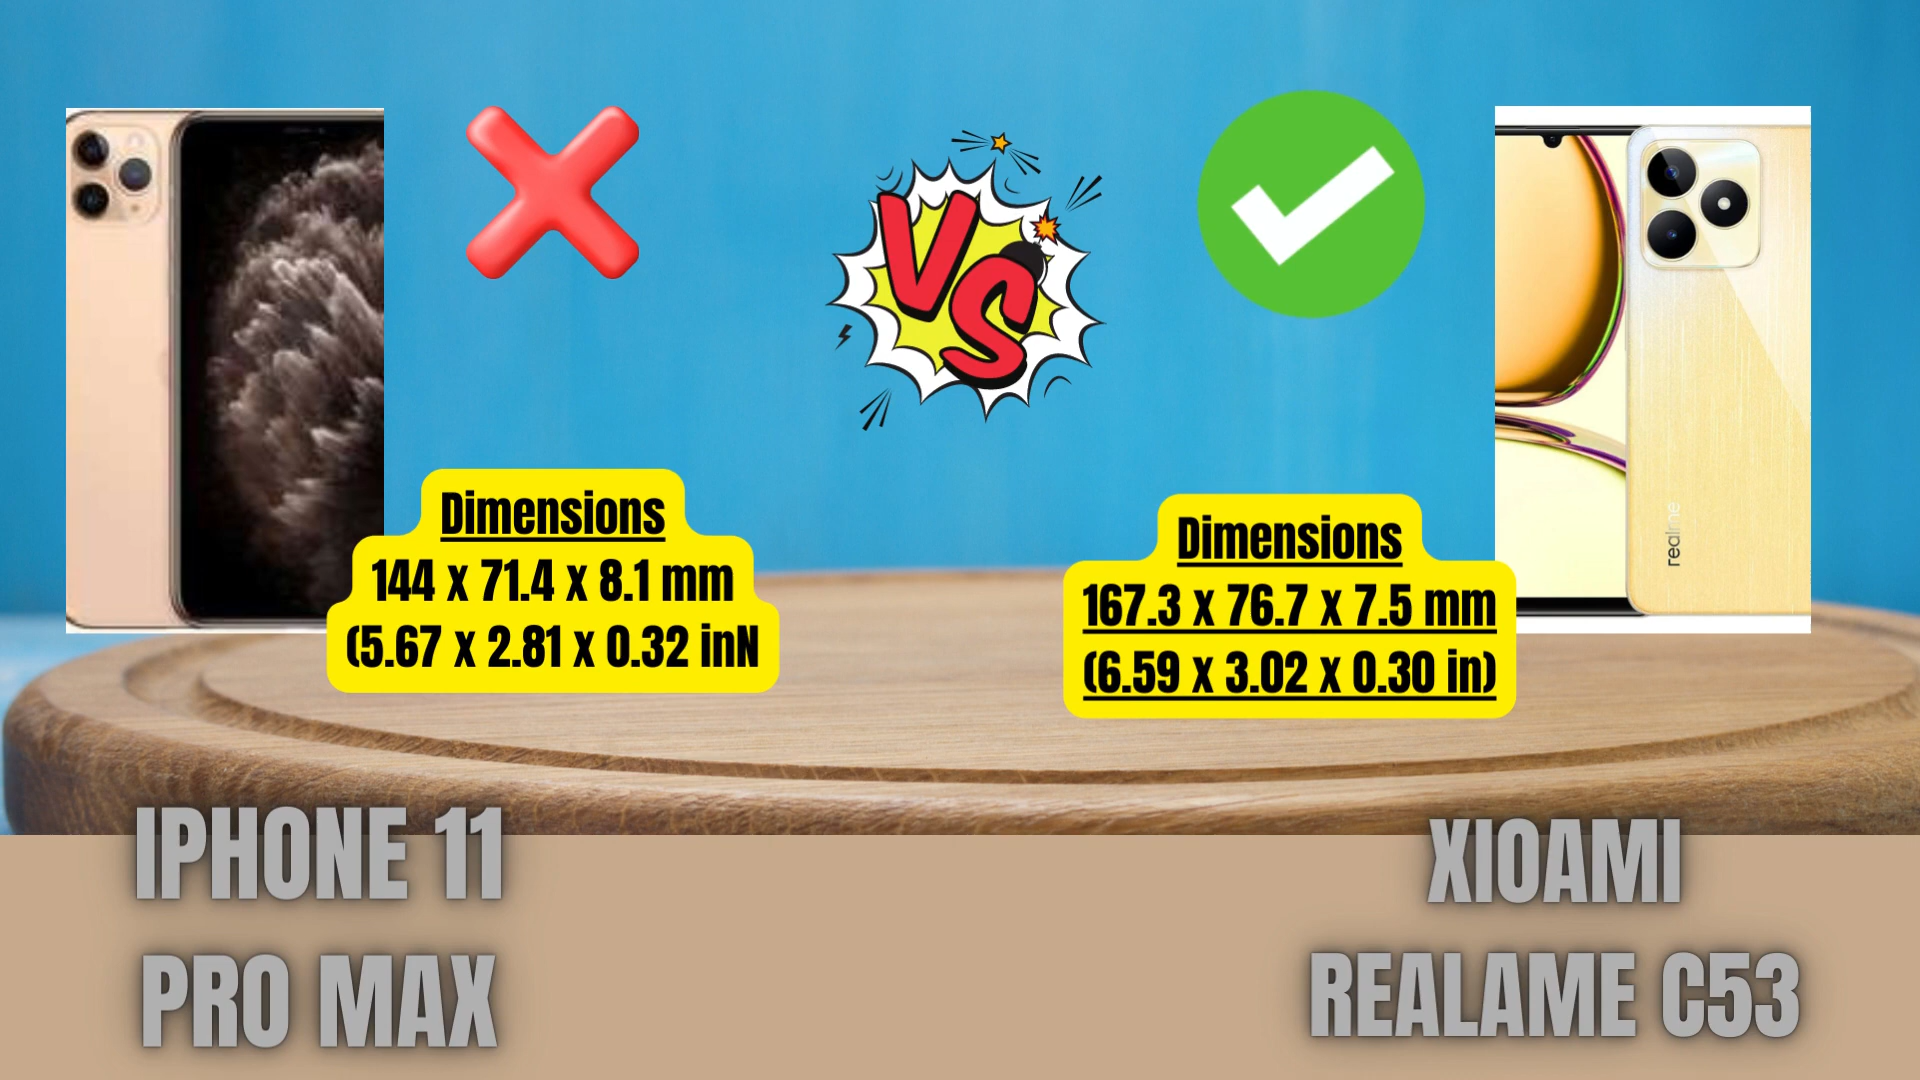 VS
Dimensions
144 x 71.4 x 8.1 mm
(5.67 x 2.81 x 0.32 inN
Dimensions
167.3 x 76.7 x 7.5 mm
(6.59 x 3.02 x 0.30 in)
realme
IPHONE 11
PRO MAX
XIOAMI
REALAME C53